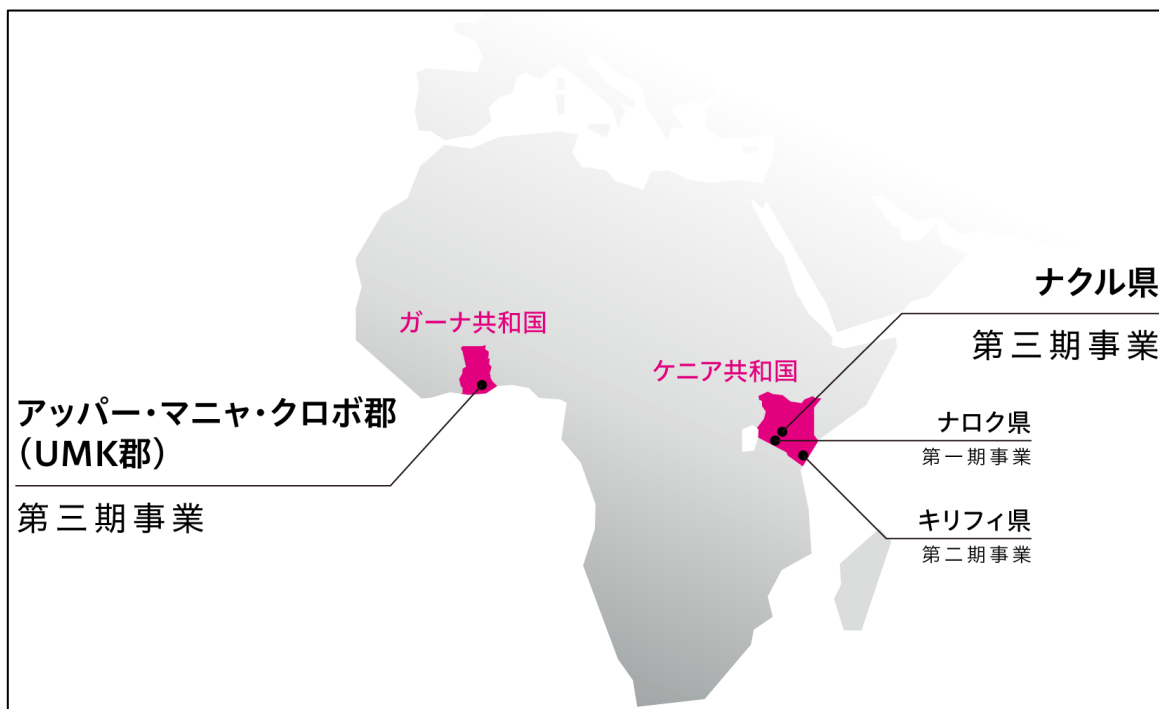 ガーナ共和国
アッパー・マニャ・クロボ郡
（UMK郡）
第三期事業
ケニア共和国
ナクル県
第三期事業
ナロク県
第一期事業
キリフィ県
第二期事業